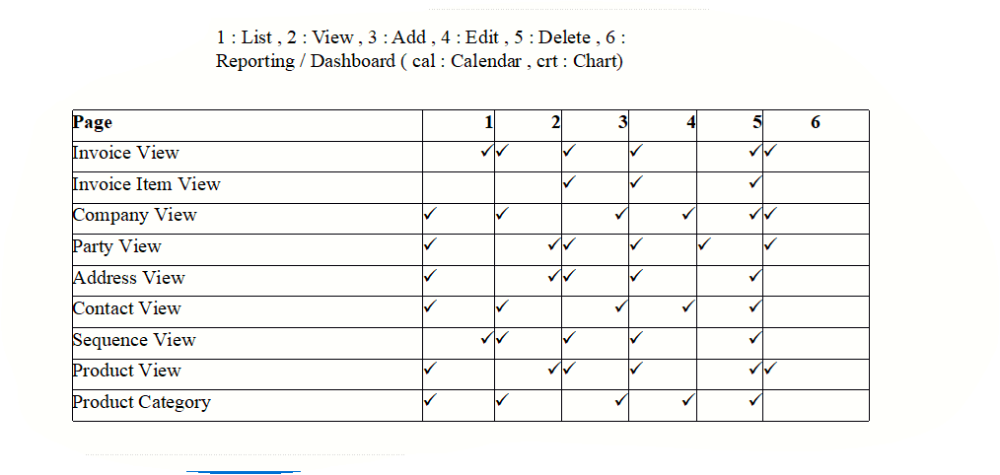 1 : List , 2 : View , 3 : Add , 4 : Edit , 5 : Delete , 6 :
Reporting / Dashboard ( cal : Calendar , crt : Chart)
Page 1 2 3 4 5 6
Invoice View ✓ ✓ ✓ ✓ ✓ ✓
Invoice Item View ✓ ✓ ✓
Company View ✓ ✓ ✓ ✓ ✓ ✓
Party View ✓ ✓ ✓ ✓ ✓ ✓
Address View ✓ ✓ ✓ ✓ ✓
Contact View ✓ ✓ ✓ ✓ ✓
Sequence View ✓ ✓ ✓ ✓ ✓
Product View ✓ ✓ ✓ ✓ ✓ ✓
Product Category ✓ ✓ ✓ ✓ ✓